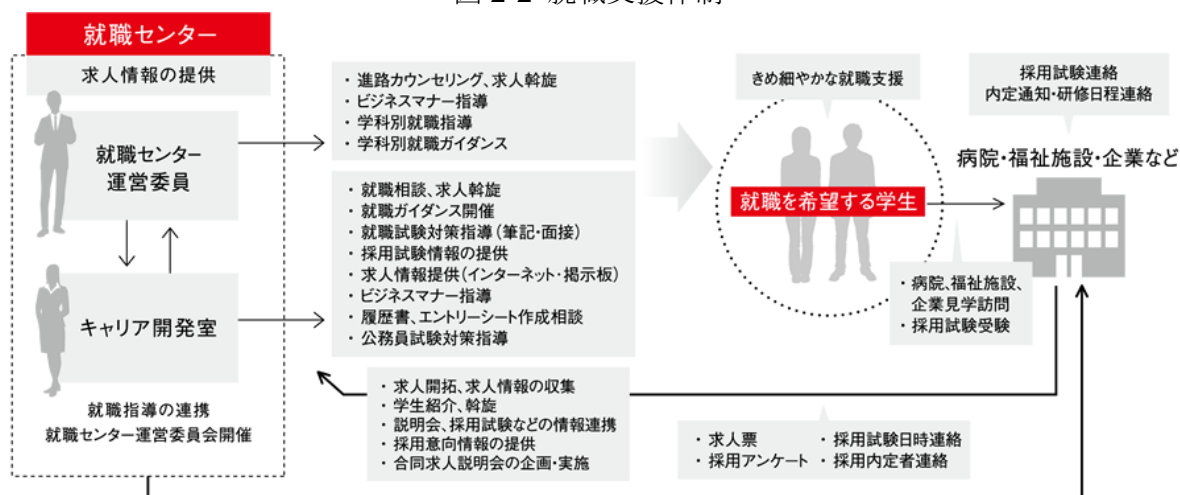 就職センター
求人情報の提供
就職センター
運営委員
キャリア開発室
就職指導の連携
就職センター運営委員会開催
・進路カウンセリング、求人斡旋
・ビジネスマナー指導
・学科別就職指導
・学科別就職ガイダンス
・就職相談、求人斡旋
・就職ガイダンス開催
・就職試験対策指導（筆記・面接）
・採用試験情報の提供
・求人情報提供（インターネット・掲示板）
・ビジネスマナー指導
・履歴書、エントリーシート作成相談
・公務員試験対策指導
・求人開拓、求人情報の収集
・学生紹介、斡旋
・説明会、採用試験などの情報連携
・採用意向情報の提供
・合同求人説明会の企画・実施
きめ細やかな就職支援
就職を希望する学生
採用試験連絡
内定通知・研修日程連絡
病院・福祉施設・企業など
・病院、福祉施設、
企業見学訪問
・採用試験受験
・求人票 ・採用試験日時連絡
・採用アンケート ・採用内定者連絡